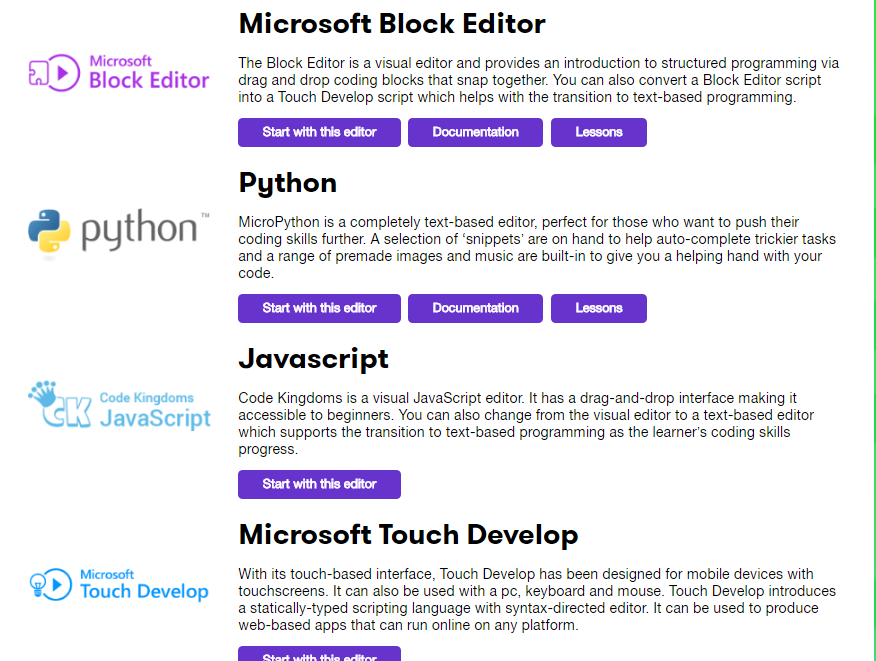 Microsoft Block Editor
Microsoft
Block Editor
The Block Editor is a visual editor and provides an introduction to structured programming via
drag and drop coding blocks that snap together. You can also convert a Block Editor script
into a Touch Develop script which helps with the transition to text-based programming.
Start with this editor Documentation Lessons
Python
python™
MicroPython is a completely text-based editor, perfect for those who want to push their
coding skills further. A selection of ‘snippets’ are on hand to help auto-complete trickier tasks
and a range of premade images and music are built-in to give you a helping hand with your
code.
Start with this editor Documentation Lessons
Javascript
CK
Code Kingdoms
JavaScript
Code Kingdoms is a visual JavaScript editor. It has a drag-and-drop interface making it
accessible to beginners. You can also change from the visual editor to a text-based editor
which supports the transition to text-based programming as the learner's coding skills
progress.
Start with this editor
Microsoft Touch Develop
Microsoft
Touch Develop
With its touch-based interface, Touch Develop has been designed for mobile devices with
touchscreens. It can also be used with a pc, keyboard and mouse. Touch Develop introduces
a statically-typed scripting language with syntax-directed editor. It can be used to produce
web-based apps that can run online on any platform.
Start with this editor